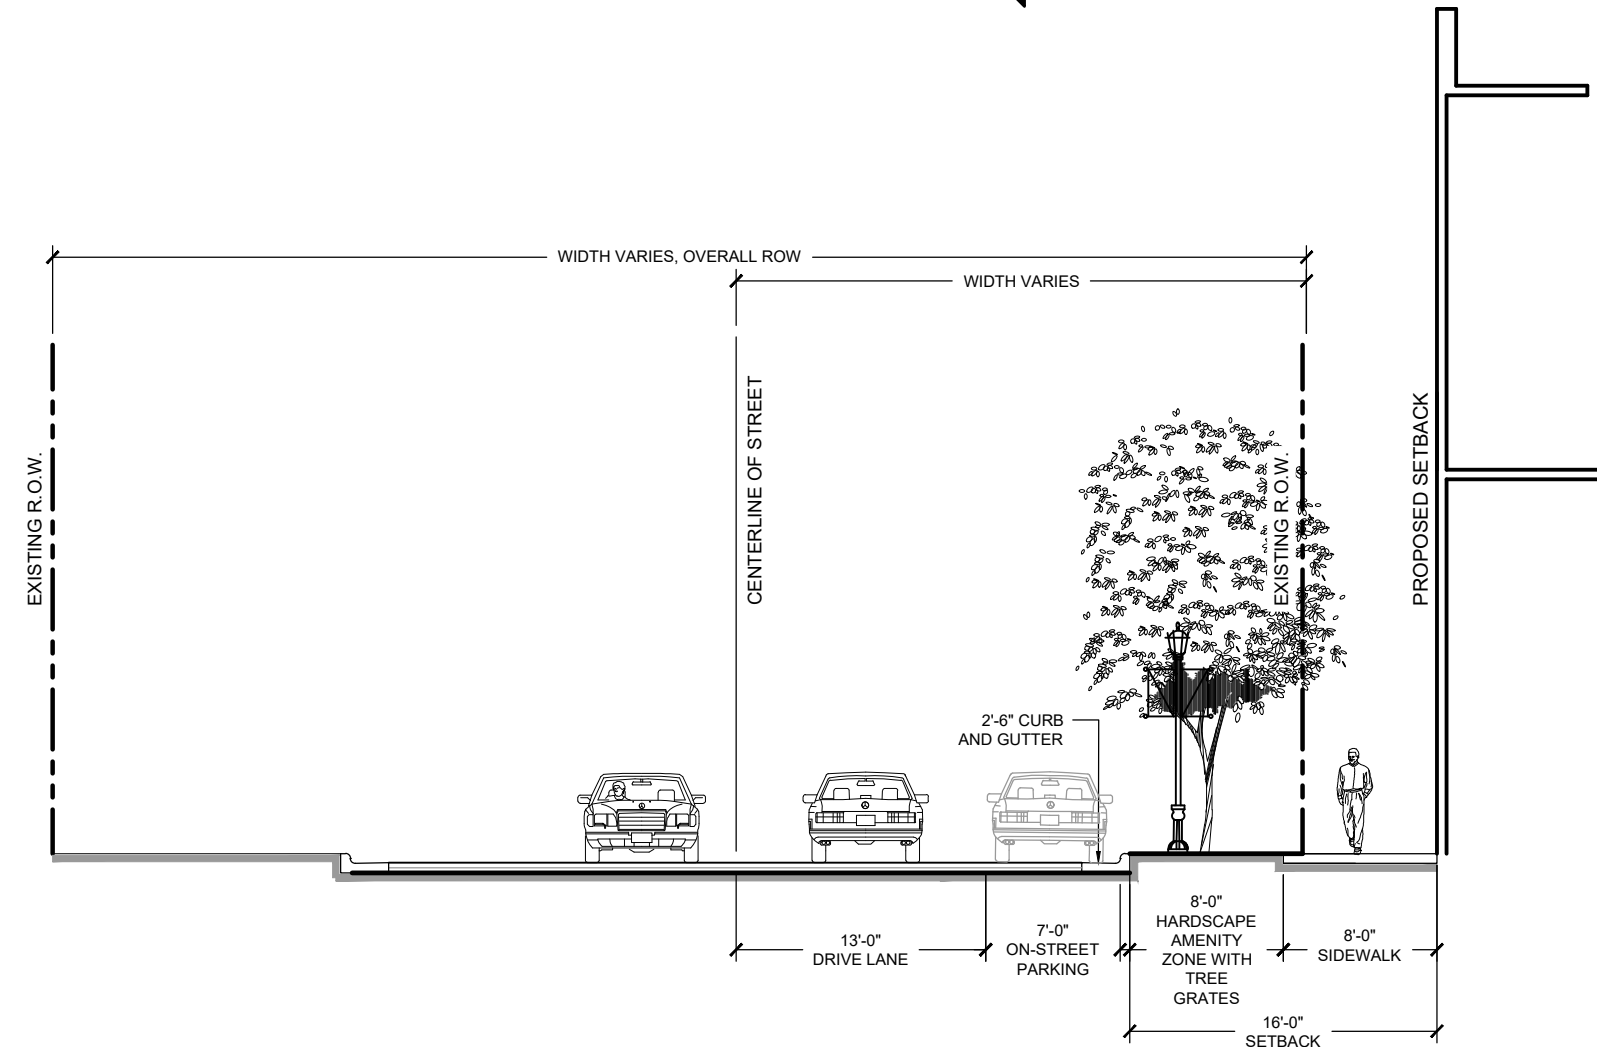 WIDTH VARIES, OVERALL ROW
WIDTH VARIES
EXISTING R.O.W.
CENTERLINE OF STREET
EXISTING R.O.W.
PROPOSED SETBACK
2'-6" CURB
AND GUTTER
13'-0"
DRIVE LANE
7'-0"
ON-STREET
PARKING
8'-0"
HARDSCAPE
AMENITY
ZONE WITH
TREE
GRATES
8'-0"
SIDEWALK
16'-0"
SETBACK